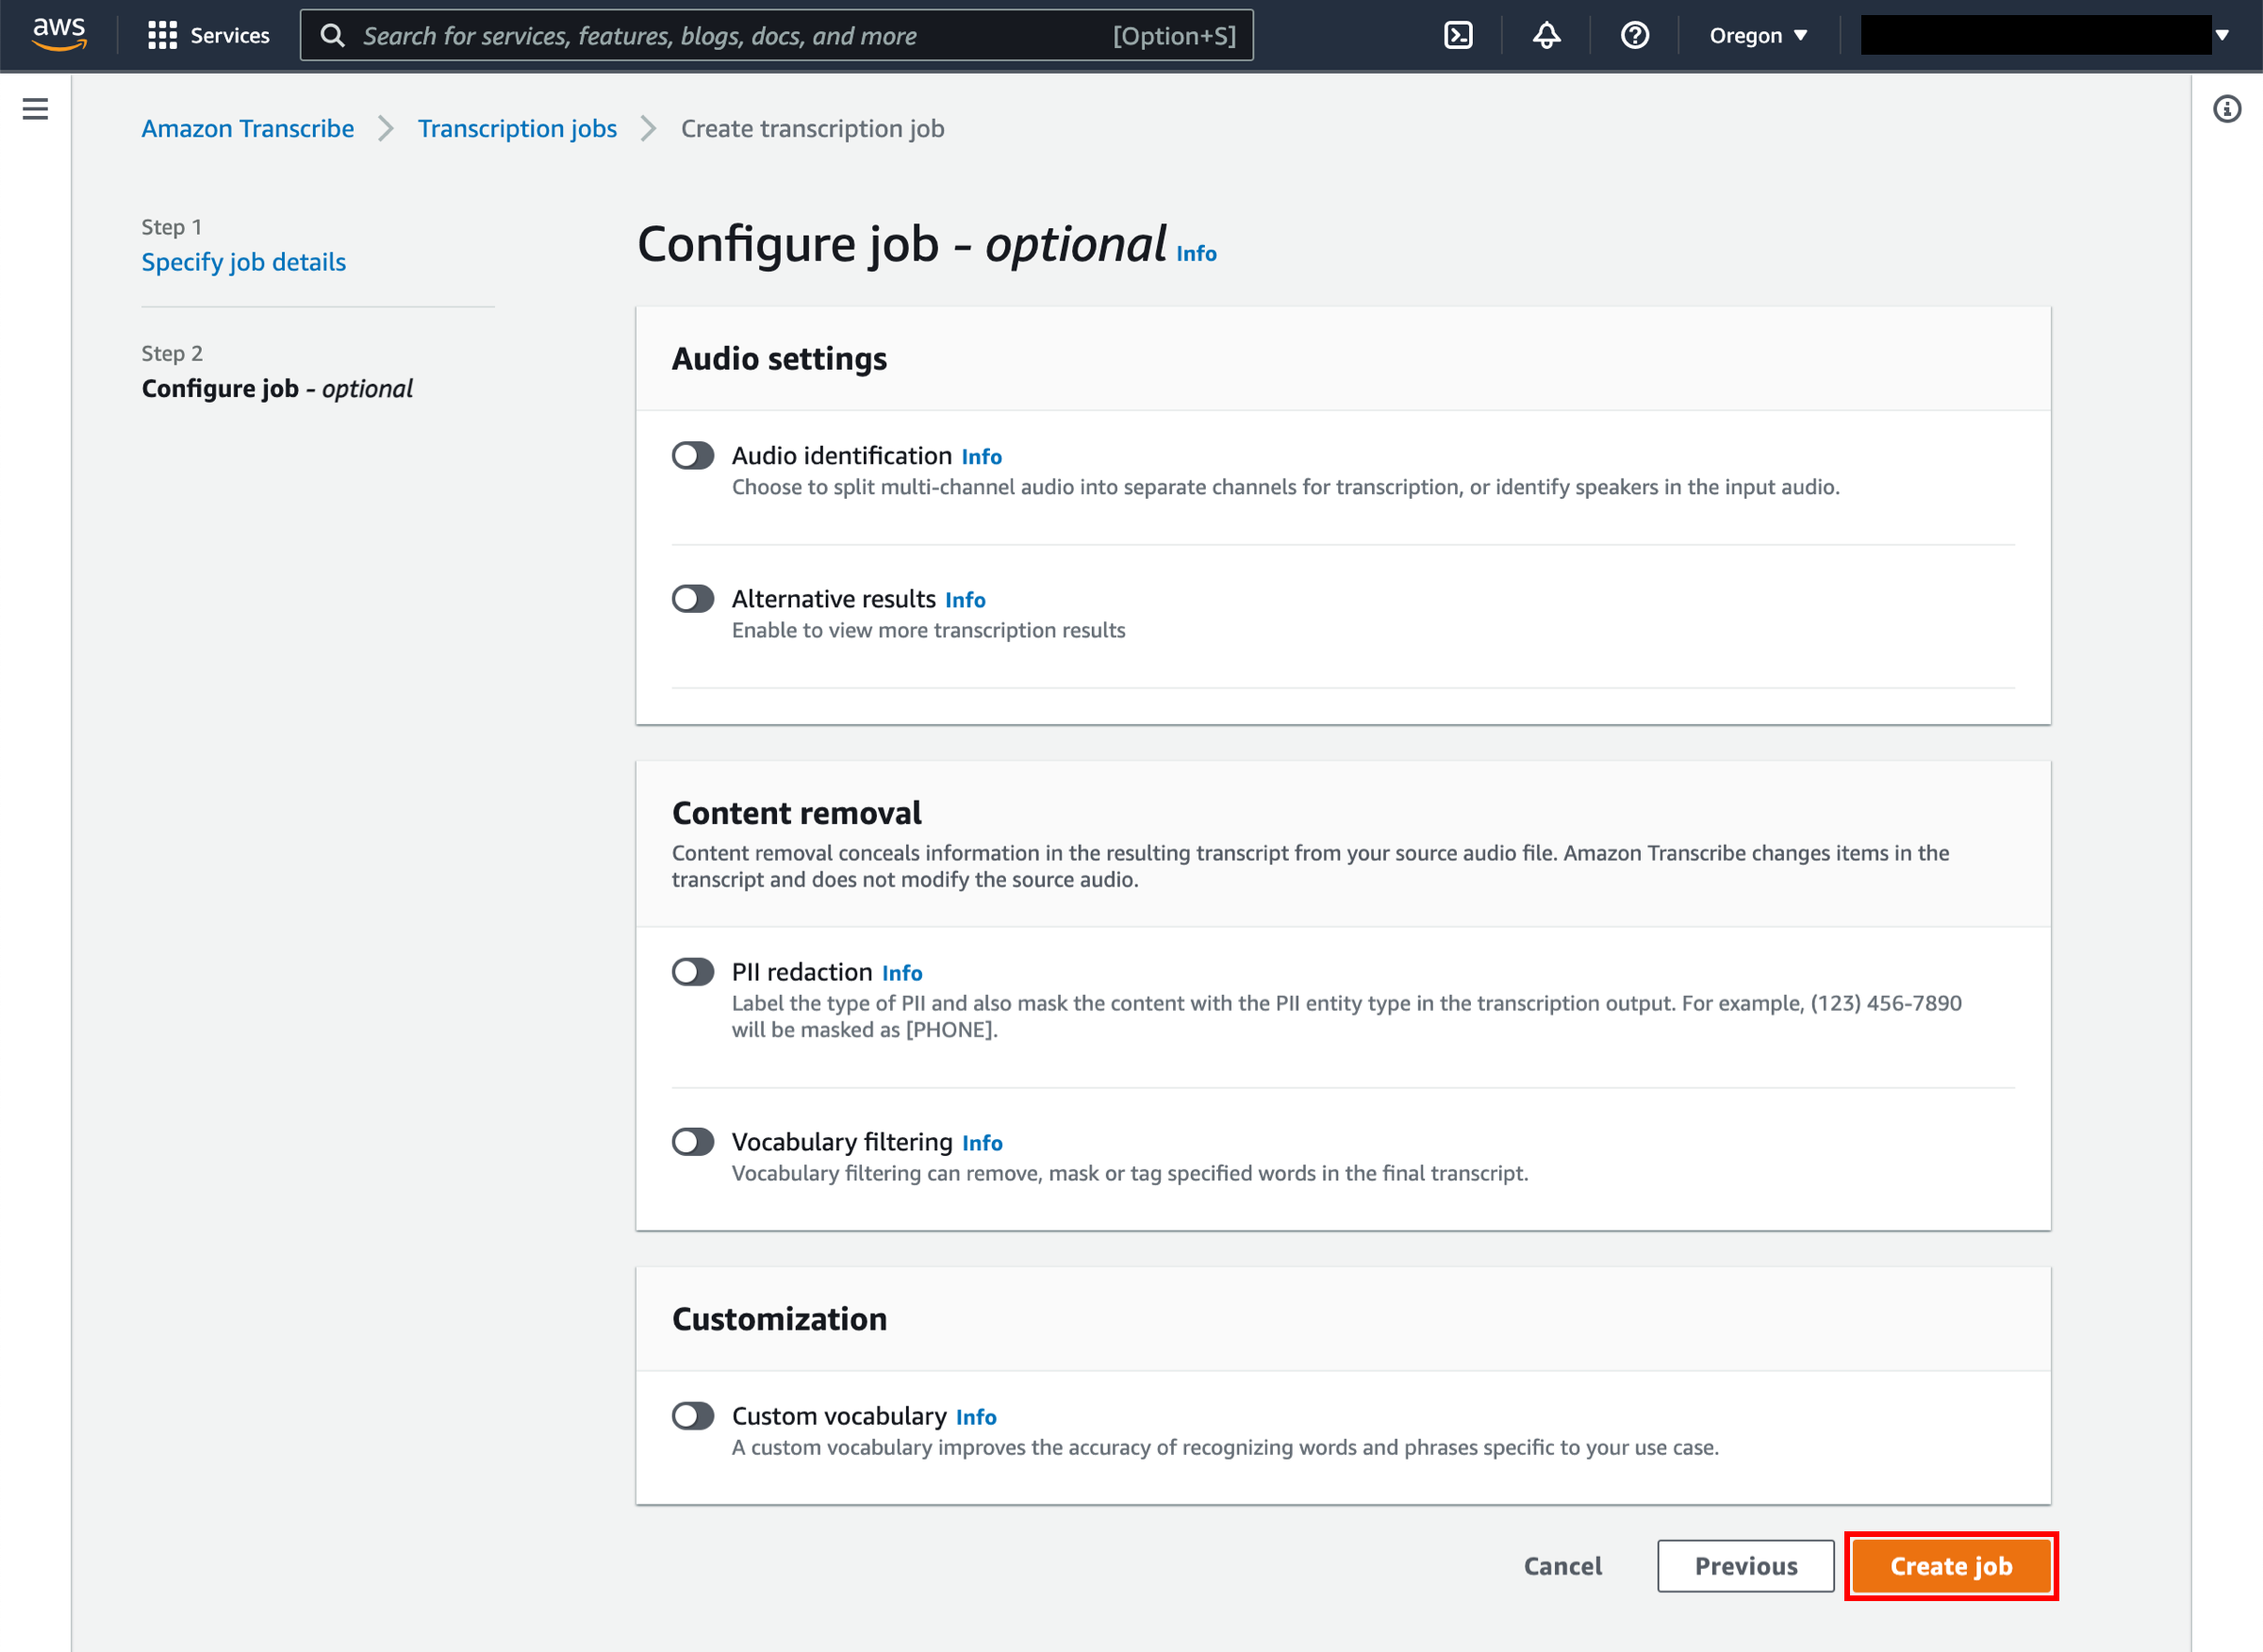 aws
Services
Search for services, features, blogs, docs, and more [Option+S]
Oregon
Amazon Transcribe
Transcription jobs
Create transcription job
Step 1
Specify job details
Step 2
Configure job - optional
Configure job - optional Info
Audio settings
Audio identification Info
Choose to split multi-channel audio into separate channels for transcription, or identify speakers in the input audio.
Alternative results Info
Enable to view more transcription results
Content removal
Content removal conceals information in the resulting transcript from your source audio file. Amazon Transcribe changes items in the
transcript and does not modify the source audio.
PII redaction Info
Label the type of PII and also mask the content with the PII entity type in the transcription output. For example, (123) 456-7890
will be masked as [PHONE].
Vocabulary filtering Info
Vocabulary filtering can remove, mask or tag specified words in the final transcript.
Customization
Custom vocabulary Info
A custom vocabulary improves the accuracy of recognizing words and phrases specific to your use case.
Cancel
Previous
Create job